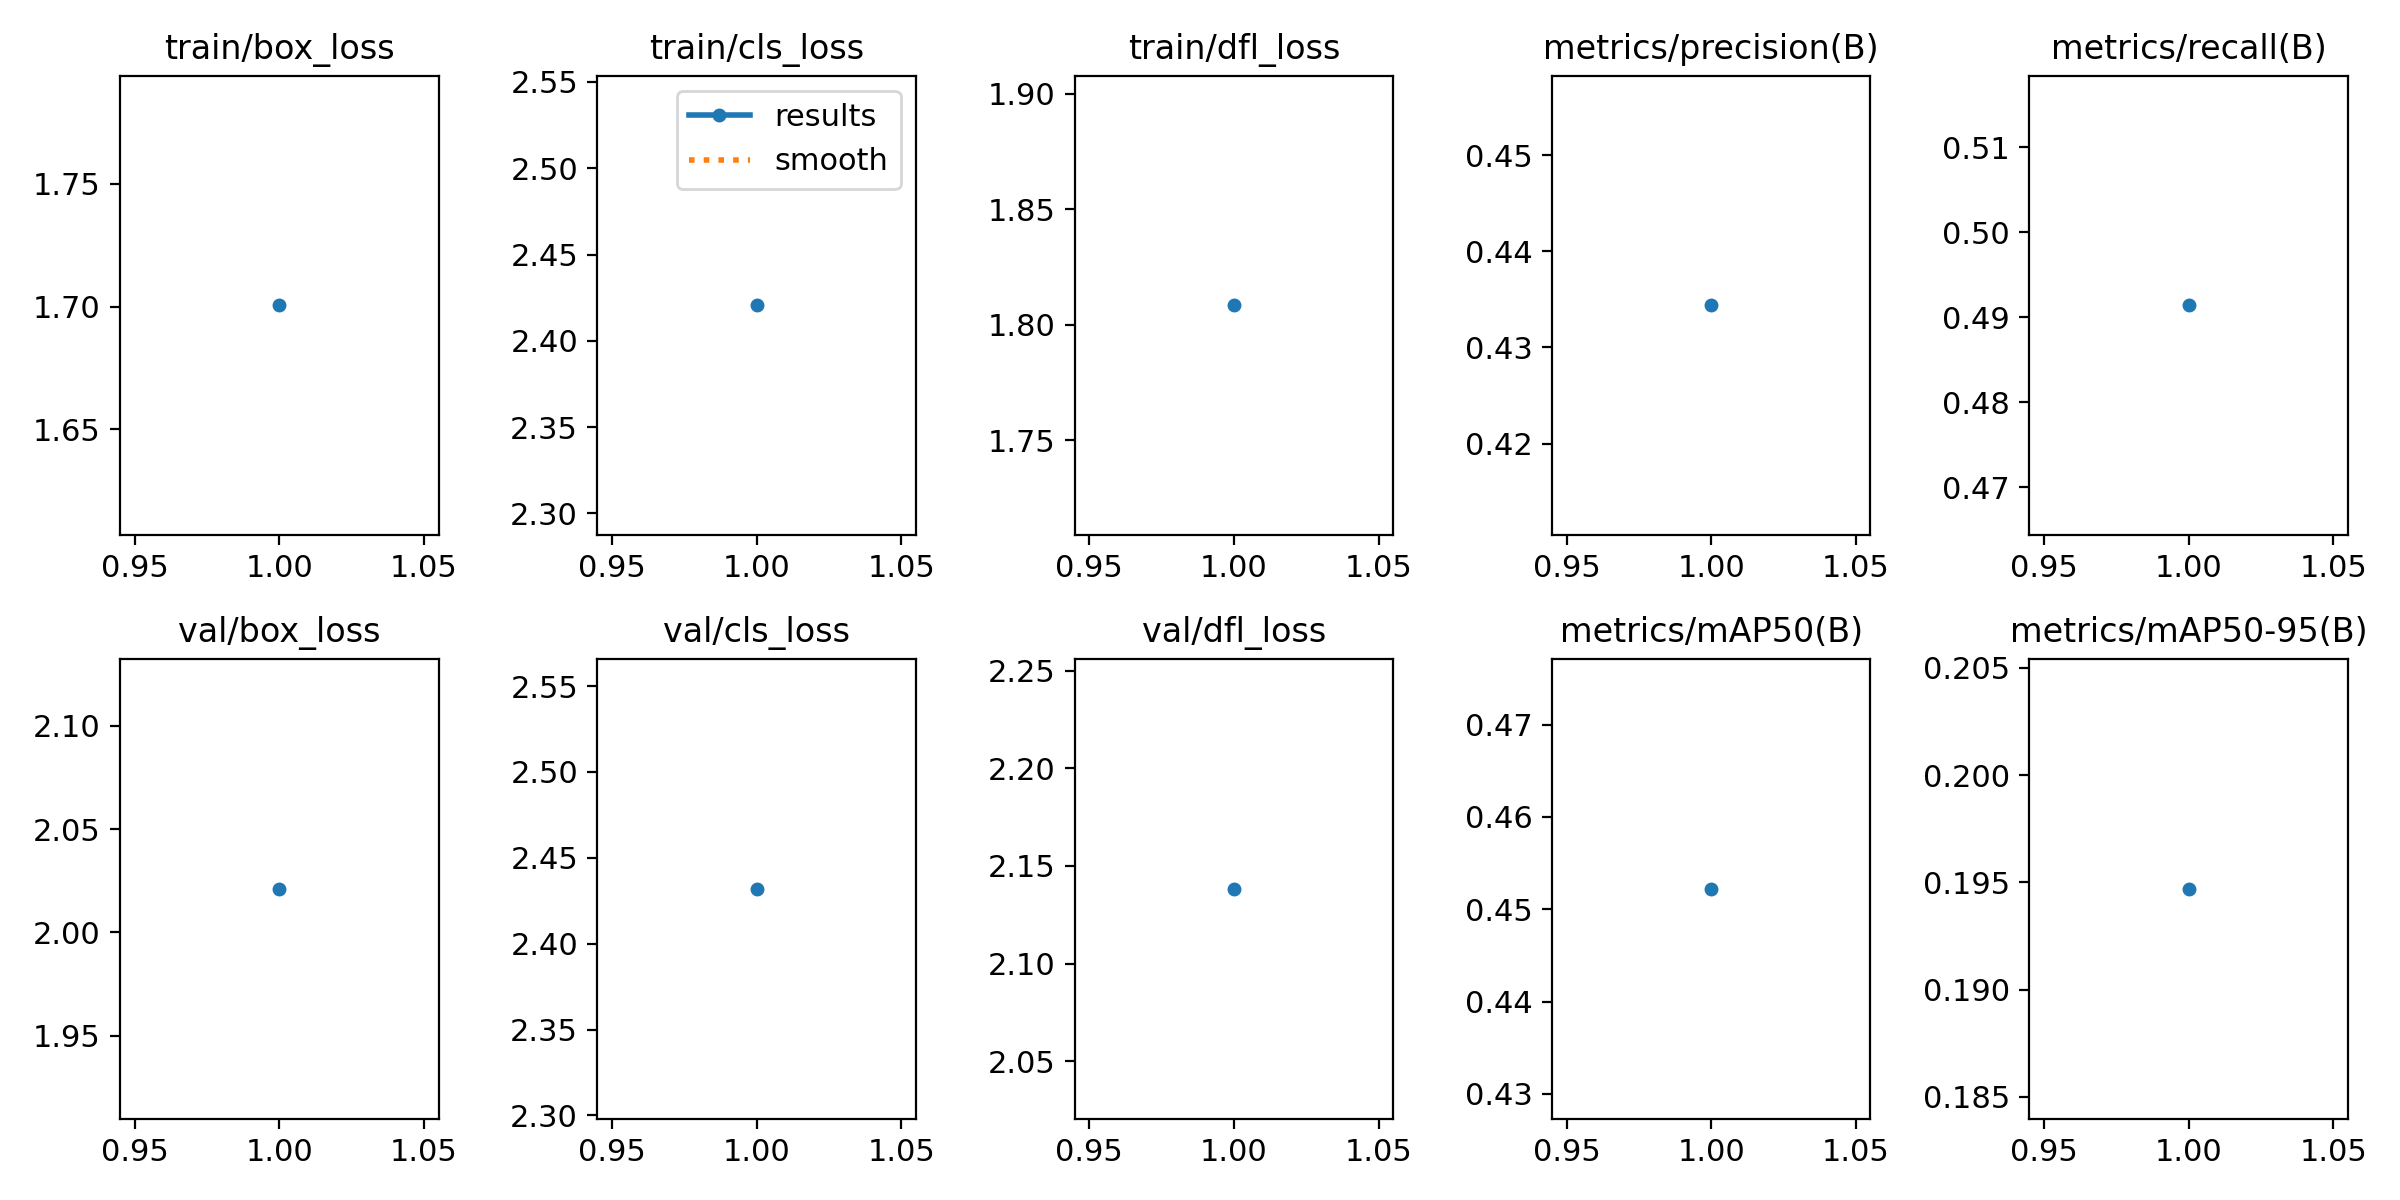 train/box_loss
1.75
1.70
1.65
0.95 1.00 1.05
train/cls_loss
results
smooth
2.55
2.50
2.45
2.40
2.35
2.30
0.95 1.00 1.05
train/dfl_loss
1.90
1.85
1.80
1.75
0.95 1.00 1.05
metrics/precision(B)
0.45
0.44
0.43
0.42
0.95 1.00 1.05
metrics/recall(B)
0.51
0.50
0.49
0.48
0.47
0.95 1.00 1.05
val/box_loss
2.10
2.05
2.00
1.95
0.95 1.00 1.05
val/cls_loss
2.55
2.50
2.45
2.40
2.35
2.30
0.95 1.00 1.05
val/dfl_loss
2.25
2.20
2.15
2.10
2.05
0.95 1.00 1.05
metrics/mAP50(B)
0.47
0.46
0.45
0.44
0.43
0.95 1.00 1.05
metrics/mAP50-95(B)
0.205
0.200
0.195
0.190
0.185
0.95 1.00 1.05